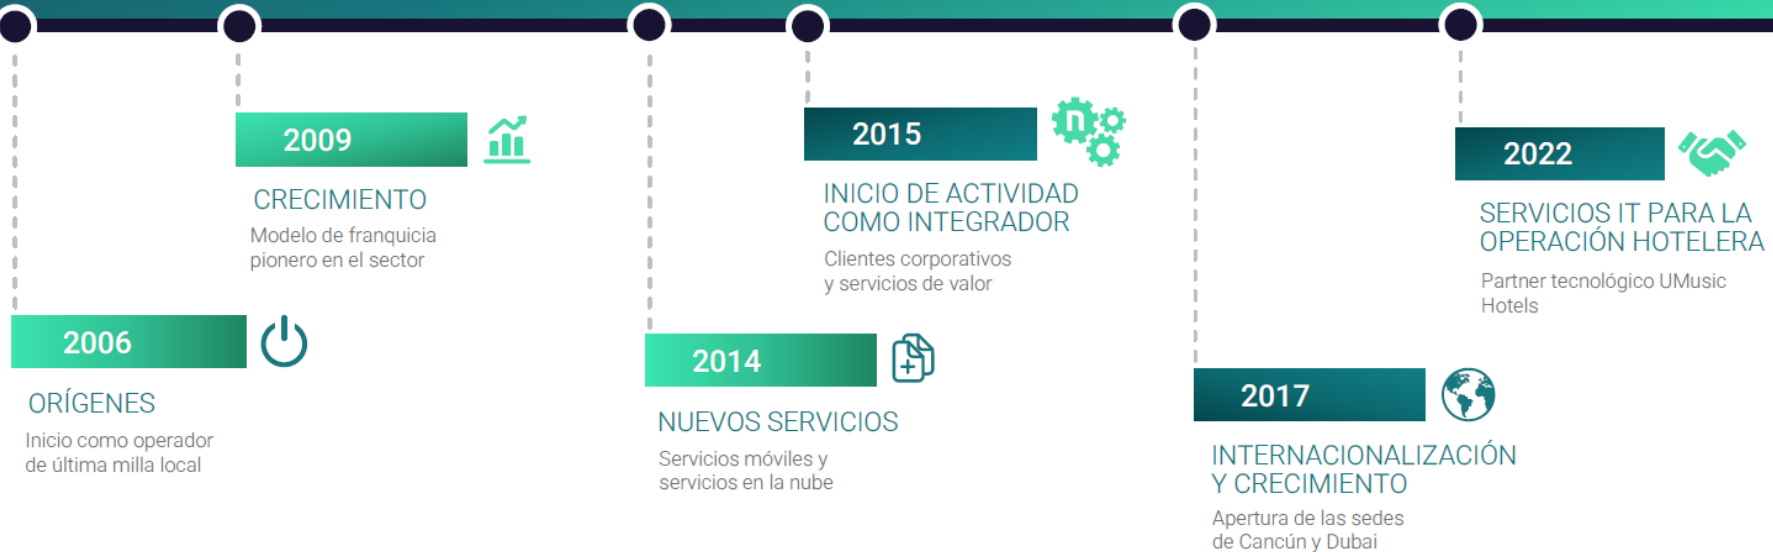 2006
ORÍGENES
Inicio como operador
de última milla local
2009
CRECIMIENTO
Modelo de franquicia
pionero en el sector
2014
NUEVOS SERVICIOS
Servicios móviles y
servicios en la nube
2015
n
INICIO DE ACTIVIDAD
COMO INTEGRADOR
Clientes corporativos
y servicios de valor
2017
INTERNACIONALIZACIÓN
Y CRECIMIENTO
Apertura de las sedes
de Cancún y Dubai
2022
SERVICIOS IT PARA LA
OPERACIÓN HOTELERA
Partner tecnológico UMusic
Hotels